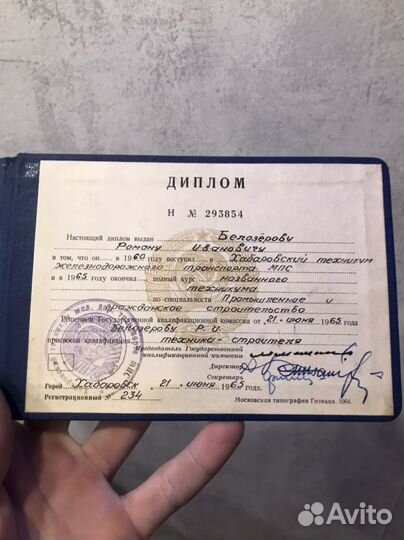 ДИПЛОМ
Н № 293854
Настоящий диплом выдан Белозёрову
Роману Ивановичу
в том, что он в 1960 году поступил Хабаровский техникум
железнодорожного транспорта МПС
и в 1965 году окончил полный курс названного
техникума
по специальности Промышленное и
гражданское строительство
Решением Государственной квалификационной комиссии от 21 июня 1965 года
Белозерову Р. И.
присвоена квалификация техника-строителя
Председатель Государственной
квалификационной комиссии
Директор
Секретарь
Город Хабаровск 21 июня 1965 года.
Регистрационный № 234
Московская типография Гознака. 1964.
Avito